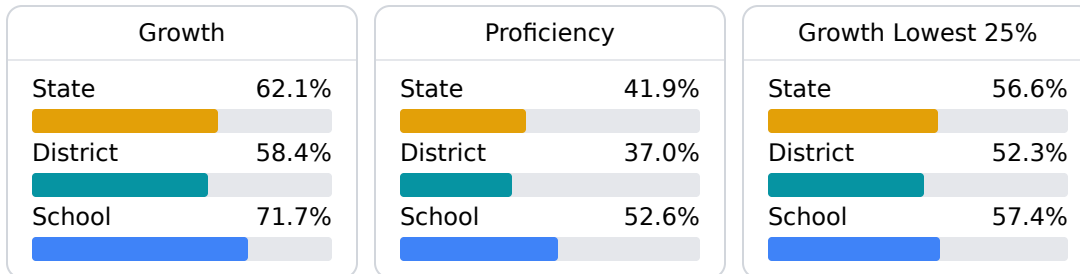 Growth
State 62.1%
District 58.4%
School 71.7%
Proficiency
State 41.9%
District 37.0%
School 52.6%
Growth Lowest 25%
State 56.6%
District 52.3%
School 57.4%